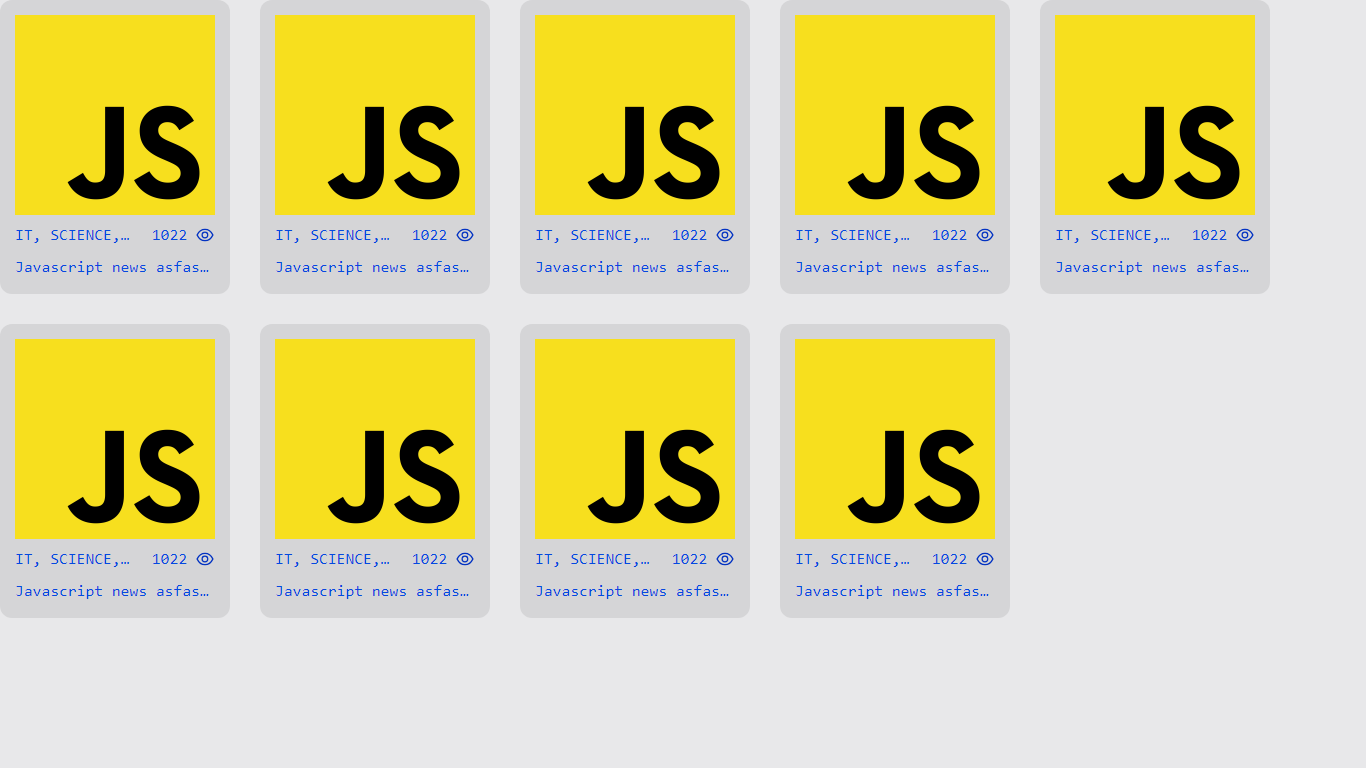 JS JS JS JS JS
IT, SCIENCE,… 1022 IT, SCIENCE,… 1022 IT, SCIENCE,… 1022 IT, SCIENCE,… 1022 IT, SCIENCE,… 1022
Javascript news asfas… Javascript news asfas… Javascript news asfas… Javascript news asfas… Javascript news asfas…
JS JS JS JS
IT, SCIENCE,… 1022 IT, SCIENCE,… 1022 IT, SCIENCE,… 1022 IT, SCIENCE,… 1022
Javascript news asfas… Javascript news asfas… Javascript news asfas… Javascript news asfas…